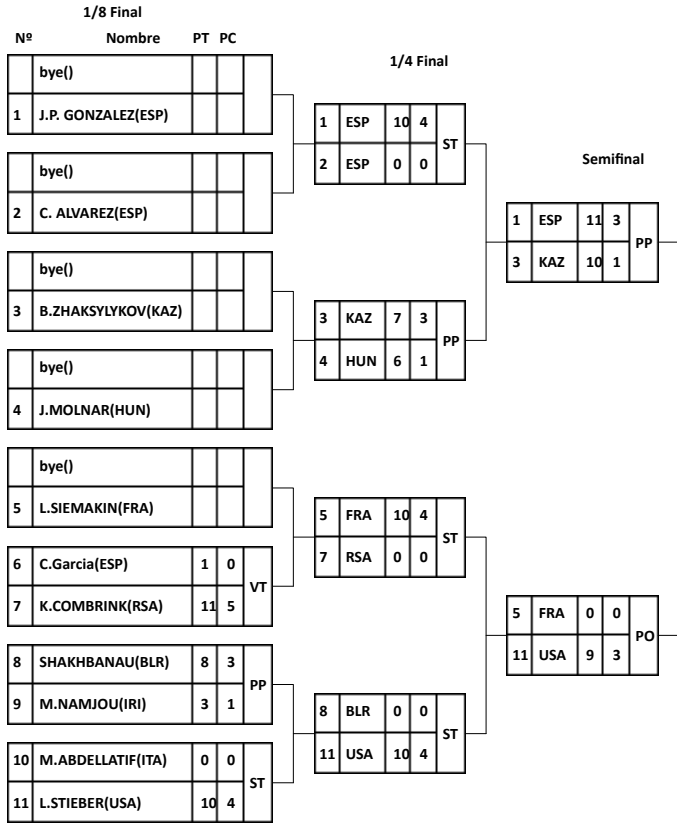 1/8 Final
Nº Nombre PT PC
bye()
1 J.P. GONZALEZ(ESP)
bye()
2 C. ALVAREZ(ESP)
bye()
3 B.ZHAKSYLYKOV(KAZ)
bye()
4 J.MOLNAR(HUN)
bye()
5 L.SIEMAKIN(FRA)
6 C.Garcia(ESP) 1 0
VT
7 K.COMBRINK(RSA) 11 5
8 SHAKHBANAU(BLR) 8 3
PP
9 M.NAMJOU(IRI) 3 1
10 M.ABDELLATIF(ITA) 0 0
ST
11 L.STIEBER(USA) 10 4
1/4 Final
1 ESP 10 4
ST
2 ESP 0 0
3 KAZ 7 3
PP
4 HUN 6 1
5 FRA 10 4
ST
7 RSA 0 0
8 BLR 0 0
ST
11 USA 10 4
Semifinal
1 ESP 11 3
PP
3 KAZ 10 1
5 FRA 0 0
PO
11 USA 9 3